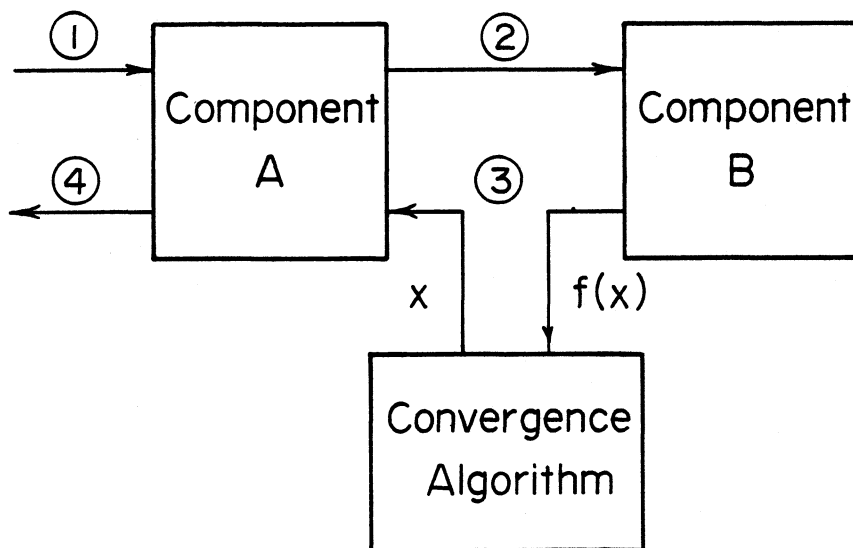 ①
②
Component
A
Component
B
④
③
x
f(x)
Convergence
Algorithm